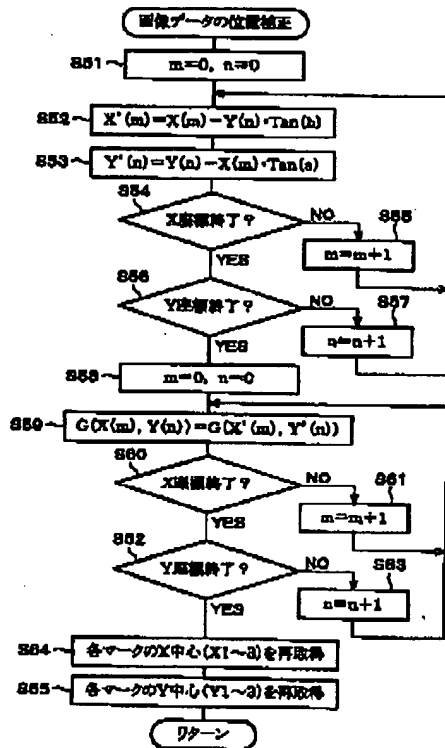 画像データの位置補正
S51
m=0, n=0
S52
X'(m)=X(m)-Y(n)·Tan(b)
S53
Y'(n)=Y(n)-X(m)·Tan(a)
S54
X座標終了?
NO
S55
m=m+1
YES
S56
Y座標終了?
NO
S57
n=n+1
YES
S58
m=0, n=0
S59
G(X(m), Y(n))=G(X'(m), Y'(n))
S60
X座標終了?
NO
S61
m=m+1
YES
S62
Y座標終了?
NO
S63
n=n+1
YES
S64
各マークのX中心(X1~3)を再取得
S65
各マークのY中心(Y1~3)を再取得
リターン